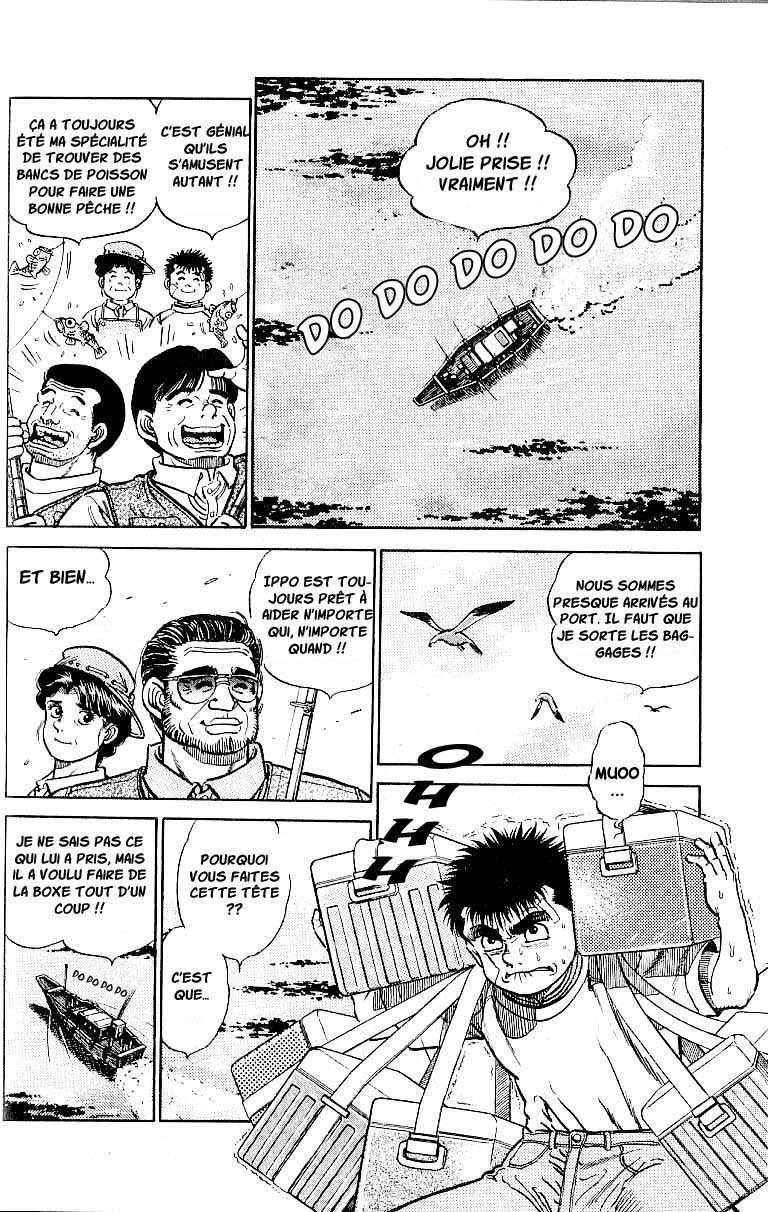 OH !!
JOLIE PRISE !!
VRAIMENT !!
DO DO DO DO DO
C'EST GÉNIAL
QU'ILS
S'AMUSENT
AUTANT !!
ÇA A TOUJOURS
ÉTÉ MA SPÉCIALITÉ
DE TROUVER DES
BANCS DE POISSON
POUR FAIRE UNE
BONNE PÊCHE !!
NOUS SOMMES
PRESQUE ARRIVÉS AU
PORT. IL FAUT QUE
JE SORTE LES BAG-
GAGES !!
IPPO EST TOU-
JOURS PRÊT À
AIDER N'IMPORTE
QUI, N'IMPORTE
QUAND !!
ET BIEN...
MUOO
...
OHHH
POURQUOI
VOUS FAITES
CETTE TÊTE
??
C'EST
QUE...
JE NE SAIS PAS CE
QUI LUI A PRIS, MAIS
IL A VOULU FAIRE DE
LA BOXE TOUT D'UN
COUP !!
DO DO DO DO